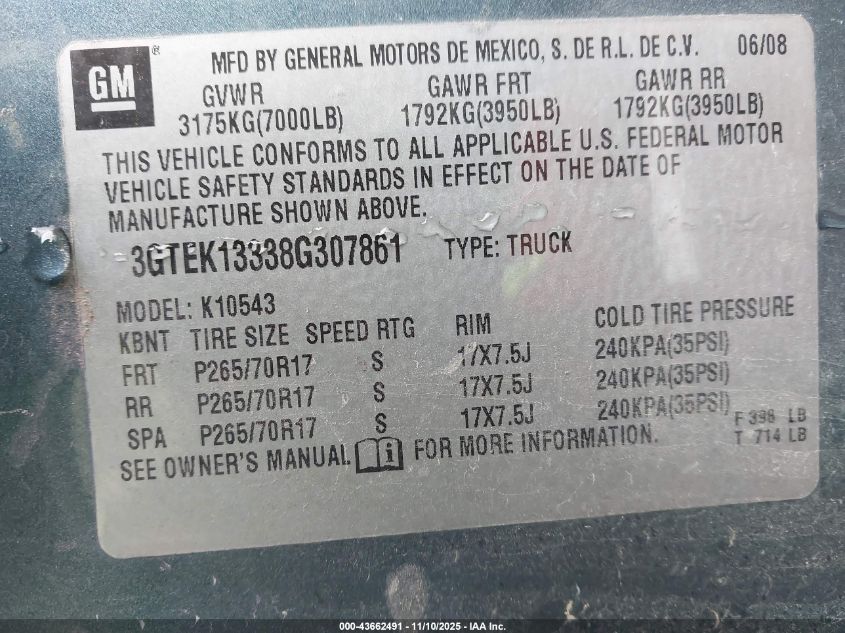 GM ® MFD BY GENERAL MOTORS DE MEXICO, S. DE R.L. DE C.V. 06/08
GVWR GAWR FRT GAWR RR
3175KG(7000LB) 1792KG(3950LB) 1792KG(3950LB)
THIS VEHICLE CONFORMS TO ALL APPLICABLE U.S. FEDERAL MOTOR
VEHICLE SAFETY STANDARDS IN EFFECT ON THE DATE OF
MANUFACTURE SHOWN ABOVE.
3GTEK13338G307861 TYPE: TRUCK
MODEL: K10543
KBNT TIRE SIZE SPEED RTG RIM COLD TIRE PRESSURE
FRT P265/70R17 S 17X7.5J 240KPA(35PSI)
RR P265/70R17 S 17X7.5J 240KPA(35PSI)
SPA P265/70R17 S 17X7.5J 240KPA(35PSI)
F 398 LB
T 714 LB
SEE OWNER'S MANUAL i FOR MORE INFORMATION.
000-43662491 - 11/10/2025 - IAA Inc.